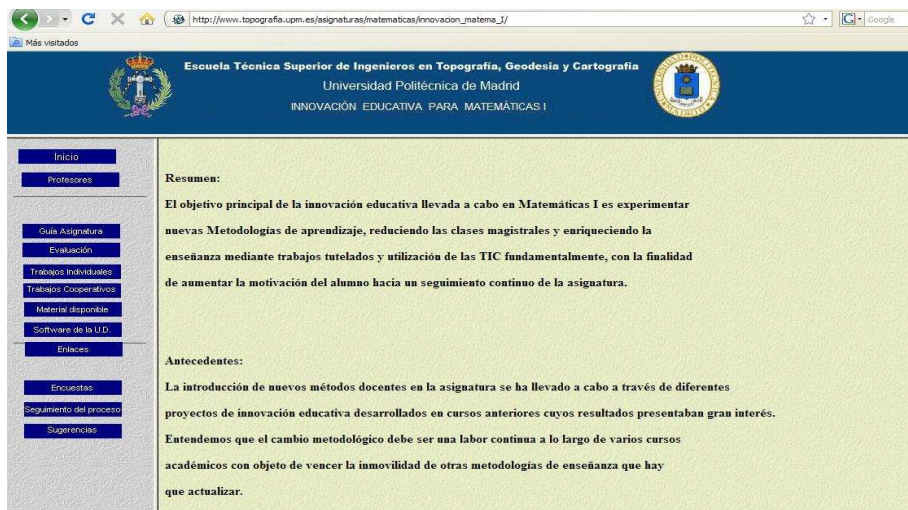 http://www.topografia.upm.es/asignaturas/matematicas/innovacion_matema_I/
Google
Más visitados
Escuela Técnica Superior de Ingenieros en Topografía, Geodesia y Cartografía
Universidad Politécnica de Madrid
INNOVACIÓN EDUCATIVA PARA MATEMÁTICAS I
Inicio
Profesores
Guía Asignatura
Evaluación
Trabajos Individuales
Trabajos Cooperativos
Material disponible
Software de la U.D.
Enlaces
Encuestas
Seguimiento del proceso
Sugerencias
Resumen:
El objetivo principal de la innovación educativa llevada a cabo en Matemáticas I es experimentar
nuevas Metodologías de aprendizaje, reduciendo las clases magistrales y enriqueciendo la
enseñanza mediante trabajos tutelados y utilización de las TIC fundamentalmente, con la finalidad
de aumentar la motivación del alumno hacia un seguimiento continuo de la asignatura.
Antecedentes:
La introducción de nuevos métodos docentes en la asignatura se ha llevado a cabo a través de diferentes
proyectos de innovación educativa desarrollados en cursos anteriores cuyos resultados presentaban gran interés.
Entendemos que el cambio metodológico debe ser una labor continua a lo largo de varios cursos
académicos con objeto de vencer la inmovilidad de otras metodologías de enseñanza que hay
que actualizar.